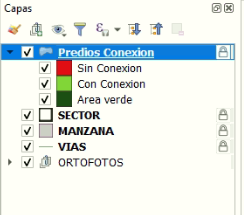 Capas
Predios Conexion
Sin Conexion
Con Conexion
Area verde
SECTOR
MANZANA
VIAS
ORTOFOTOS